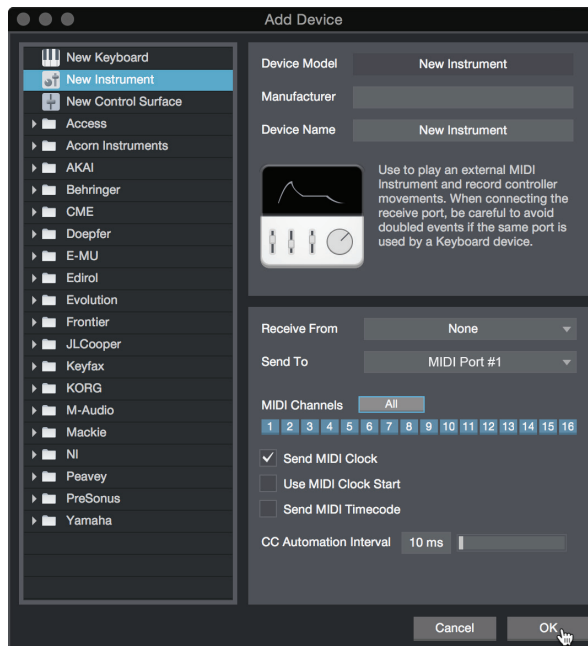 Add Device
New Keyboard
New Instrument
New Control Surface
Access
Acorn Instruments
AKAI
Behringer
CME
Doepfer
E-MU
Edirol
Evolution
Frontier
JLCooper
Keyfax
KORG
M-Audio
Mackie
NI
Peavey
PreSonus
Yamaha
Device Model New Instrument
Manufacturer
Device Name New Instrument
Use to play an external MIDI
Instrument and record controller
movements. When connecting the
receive port, be careful to avoid
doubled events if the same port is
used by a Keyboard device.
Receive From None
Send To MIDI Port #1
MIDI Channels All
1 2 3 4 5 6 7 8 9 10 11 12 13 14 15 16
Send MIDI Clock
Use MIDI Clock Start
Send MIDI Timecode
CC Automation Interval 10 ms
Cancel OK